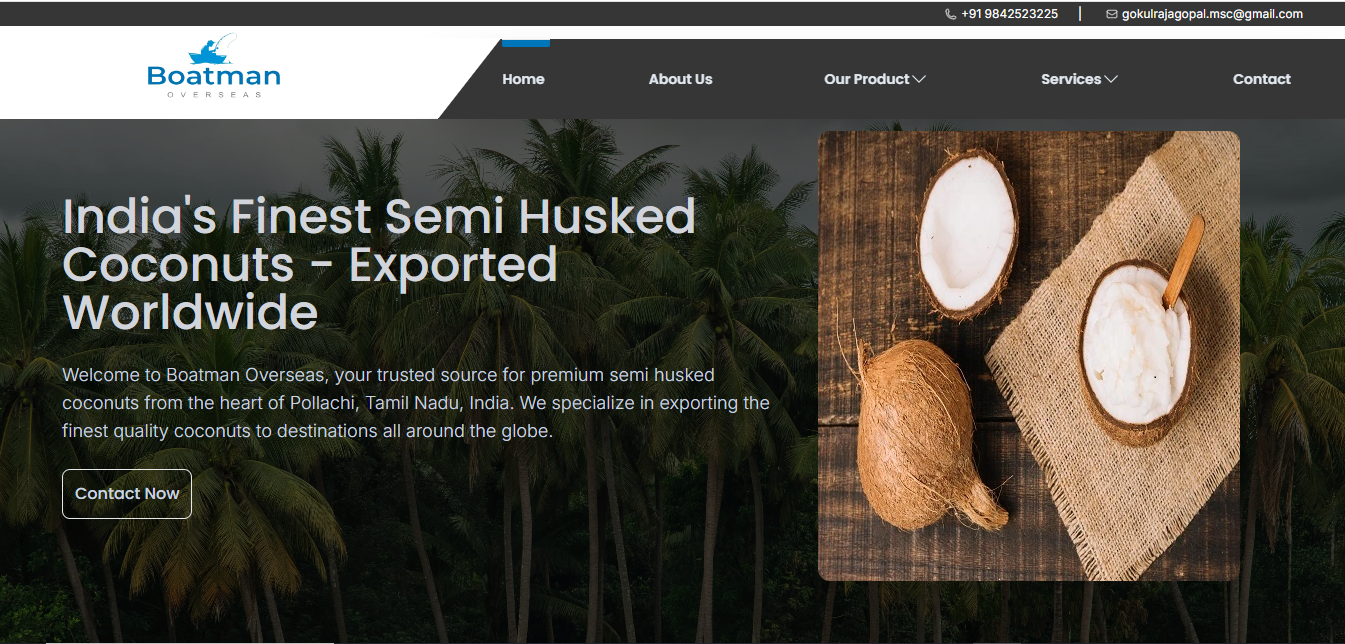 +91 9842523225 | gokulrajagopal.msc@gmail.com
Boatman
OVERSEAS
Home About Us Our Product Services Contact
India's Finest Semi Husked
Coconuts - Exported
Worldwide
Welcome to Boatman Overseas, your trusted source for premium semi husked
coconuts from the heart of Pollachi, Tamil Nadu, India. We specialize in exporting the
finest quality coconuts to destinations all around the globe.
Contact Now